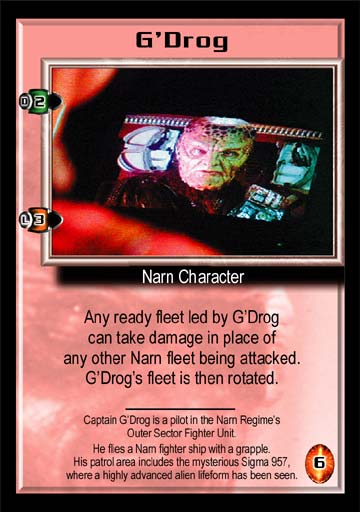 G'Drog
D 2
L 3
Narn Character
Any ready fleet led by G'Drog
can take damage in place of
any other Narn fleet being attacked.
G'Drog's fleet is then rotated.
Captain G'Drog is a pilot in the Narn Regime's
Outer Sector Fighter Unit.
He flies a Narn fighter ship with a grapple.
His patrol area includes the mysterious Sigma 957,
where a highly advanced alien lifeform has been seen.
6